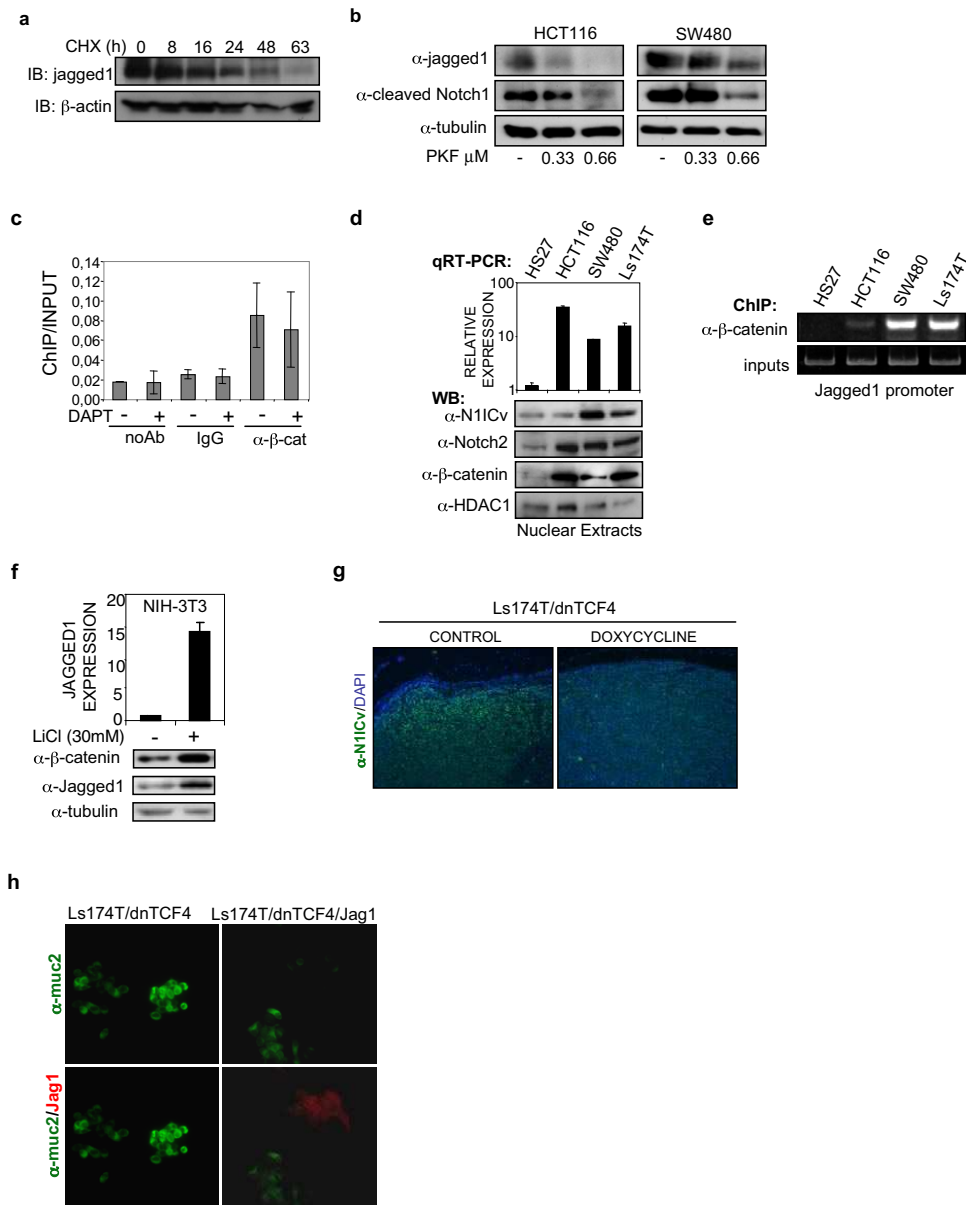 a
CHX (h) 0 8 16 24 48 63
IB: jagged1
IB: β-actin
b
HCT116 SW480
α-jagged1
α-cleaved Notch1
α-tubulin
PKF μM - 0.33 0.66 - 0.33 0.66
c
ChIP/INPUT
0,14
0,12
0,10
0,08
0,06
0,04
0,02
0,00
DAPT - + - + - +
noAb IgG α-β-cat
d
qRT-PCR: HS27 HCT116 SW480 Ls174T
RELATIVE
EXPRESSION
100
10
1
WB:
α-N1ICv
α-Notch2
α-β-catenin
α-HDAC1
Nuclear Extracts
e
ChIP: HS27 HCT116 SW480 Ls174T
α-β-catenin
inputs
Jagged1 promoter
f
JAGGED1
EXPRESSION
20
15
10
5
0
NIH-3T3
LiCl (30mM) - +
α-β-catenin
α-Jagged1
α-tubulin
g
Ls174T/dnTCF4
CONTROL DOXYCYCLINE
α-N1ICv/DAPI
h
Ls174T/dnTCF4 Ls174T/dnTCF4/Jag1
α-muc2
α-muc2/Jag1